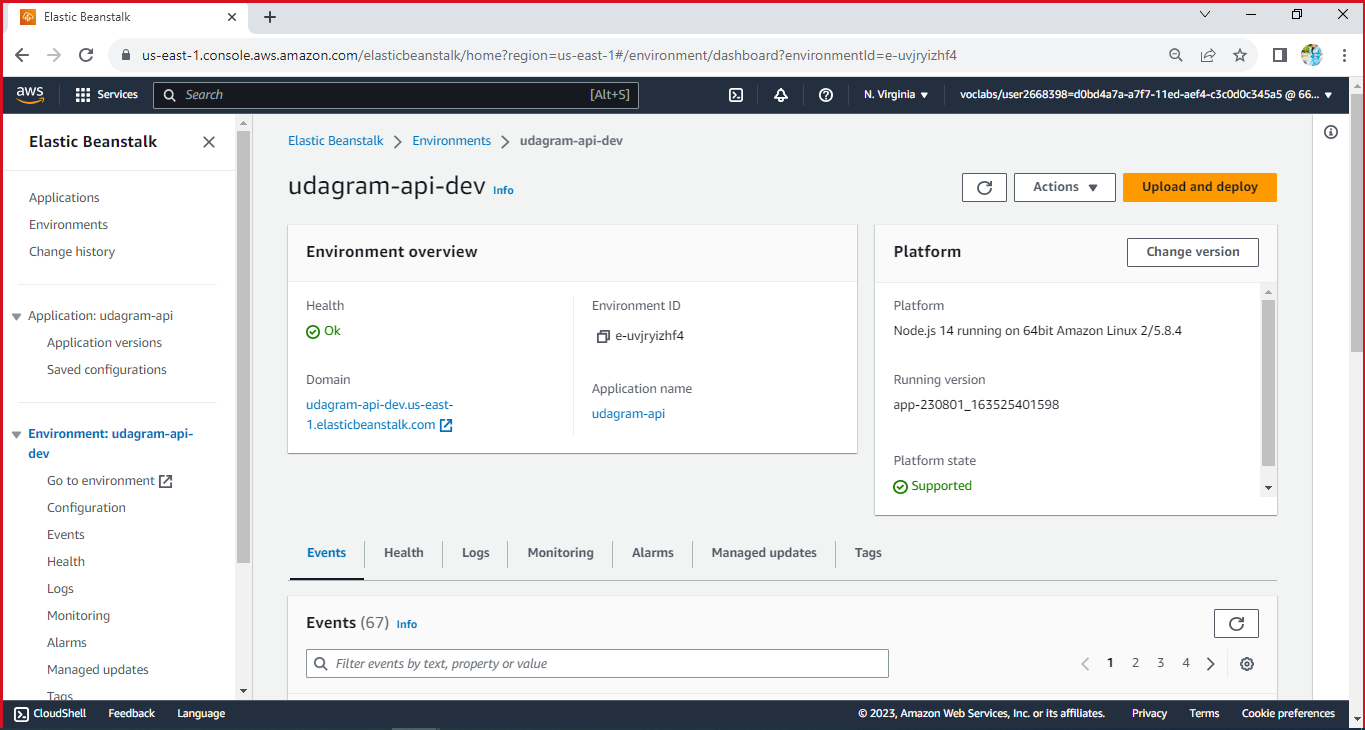 Elastic Beanstalk
us-east-1.console.aws.amazon.com/elasticbeanstalk/home?region=us-east-1#/environment/dashboard?environmentId=e-uvjryizhf4
aws Services Search [Alt+S] N. Virginia voclabs/user2668398=d0bd4a7a-a7f7-11ed-aef4-c3c0d0c345a5 @ 66...
Elastic Beanstalk
Applications
Environments
Change history
Application: udagram-api
Application versions
Saved configurations
Environment: udagram-api-
dev
Go to environment
Configuration
Events
Health
Logs
Monitoring
Alarms
Managed updates
Tags
Elastic Beanstalk Environments udagram-api-dev
udagram-api-dev Info
Actions Upload and deploy
Environment overview
Health
Ok
Domain
udagram-api-dev.us-east-
1.elasticbeanstalk.com
Environment ID
e-uvjryizhf4
Application name
udagram-api
Platform Change version
Platform
Node.js 14 running on 64bit Amazon Linux 2/5.8.4
Running version
app-230801_163525401598
Platform state
Supported
Events Health Logs Monitoring Alarms Managed updates Tags
Events (67) Info
Filter events by text, property or value 1 2 3 4
CloudShell Feedback Language © 2023, Amazon Web Services, Inc. or its affiliates. Privacy Terms Cookie preferences